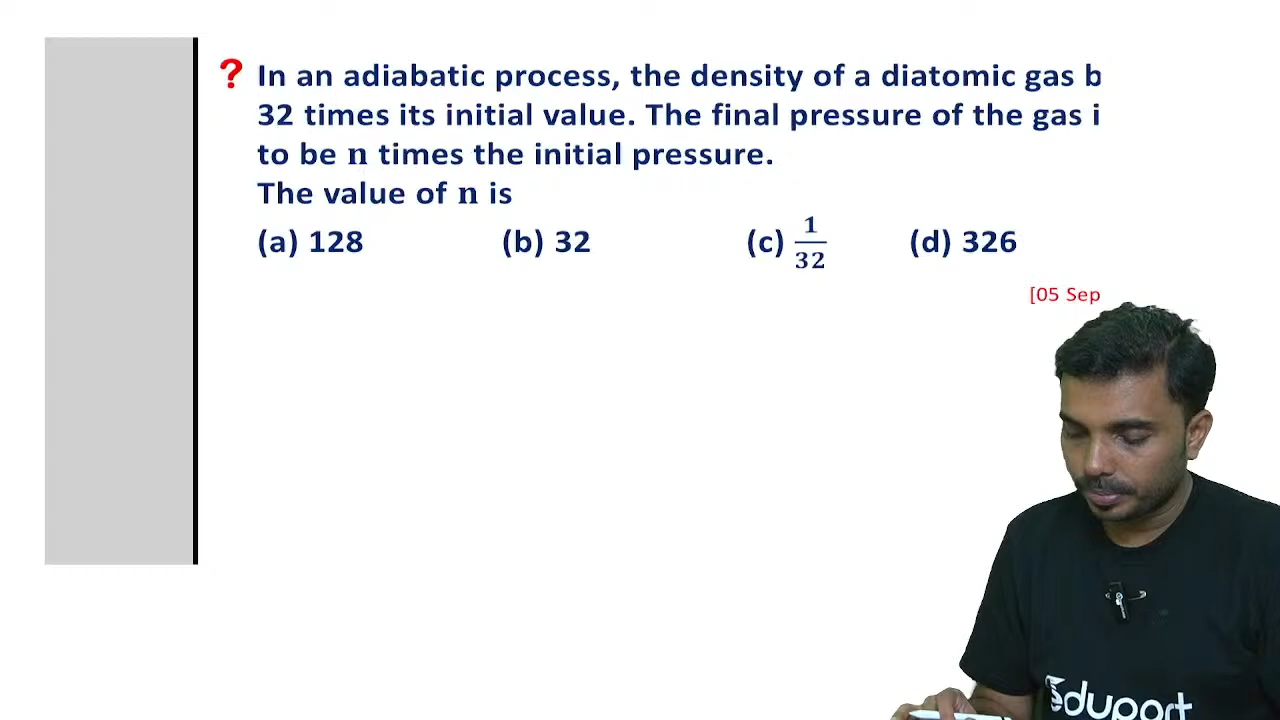 ? In an adiabatic process, the density of a diatomic gas b
32 times its initial value. The final pressure of the gas i
to be n times the initial pressure.
The value of n is
(a) 128 (b) 32 (c) 1/32 (d) 326
[05 Sep
eduport